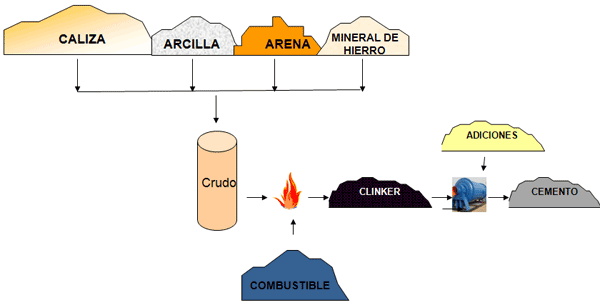 CALIZA
ARCILLA
ARENA
MINERAL DE
HIERRO
ADICIONES
Crudo
CLINKER
CEMENTO
COMBUSTIBLE